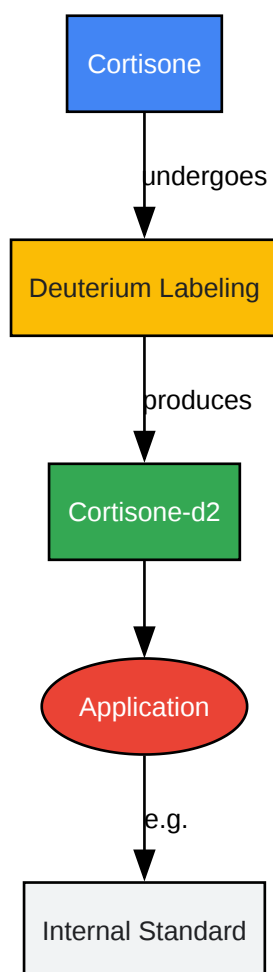 Cortisone
undergoes
Deuterium Labeling
produces
Cortisone-d2
Application
e.g.
Internal Standard